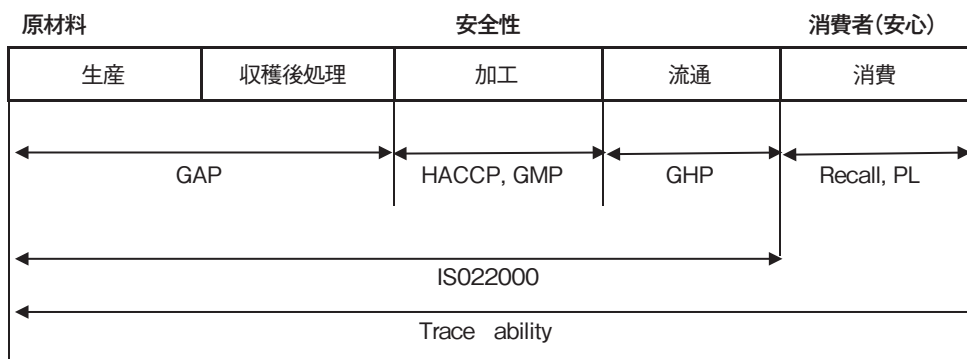 原材料 安全性 消費者(安心)
生産 収穫後処理 加工 流通 消費
GAP HACCP, GMP GHP Recall, PL
IS022000
Trace ability